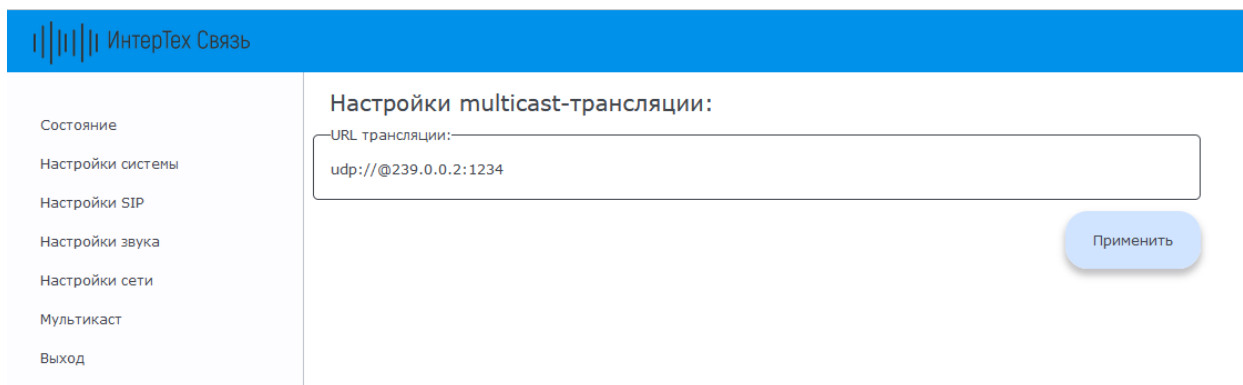 ИнтерТех Связь
Состояние
Настройки системы
Настройки SIP
Настройки звука
Настройки сети
Мультикаст
Выход
Настройки multicast-трансляции:
URL трансляции:
udp://@239.0.0.2:1234
Применить